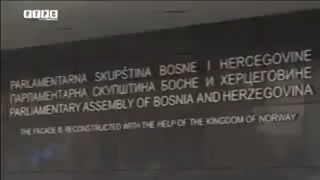 PARLAMENTARNA SKUPŠTINA BOSNE I HERCEGOVINE
ПАРЛАМЕНТАРНА СКУПШТИНА БОСНЕ И ХЕРЦЕГОВИНЕ
PARLIAMENTARY ASSEMBLY OF BOSNIA AND HERZEGOVINA
THE FACADE IS RECONSTRUCTED WITH THE HELP OF THE KINGDOM OF NORWAY